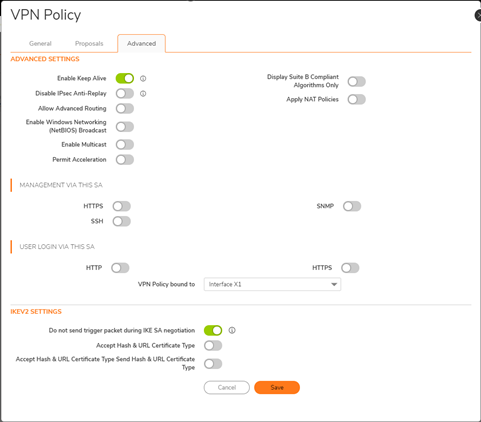 VPN Policy
General Proposals Advanced
ADVANCED SETTINGS
Enable Keep Alive
Display Suite B Compliant
Algorithms Only
Disable IPsec Anti-Replay
Apply NAT Policies
Allow Advanced Routing
Enable Windows Networking
(NetBIOS) Broadcast
Enable Multicast
Permit Acceleration
MANAGEMENT VIA THIS SA
HTTPS SNMP
SSH
USER LOGIN VIA THIS SA
HTTP HTTPS
VPN Policy bound to Interface X1
IKEV2 SETTINGS
Do not send trigger packet during IKE SA negotiation
Accept Hash & URL Certificate Type
Accept Hash & URL Certificate Type Send Hash & URL Certificate
Type
Cancel Save